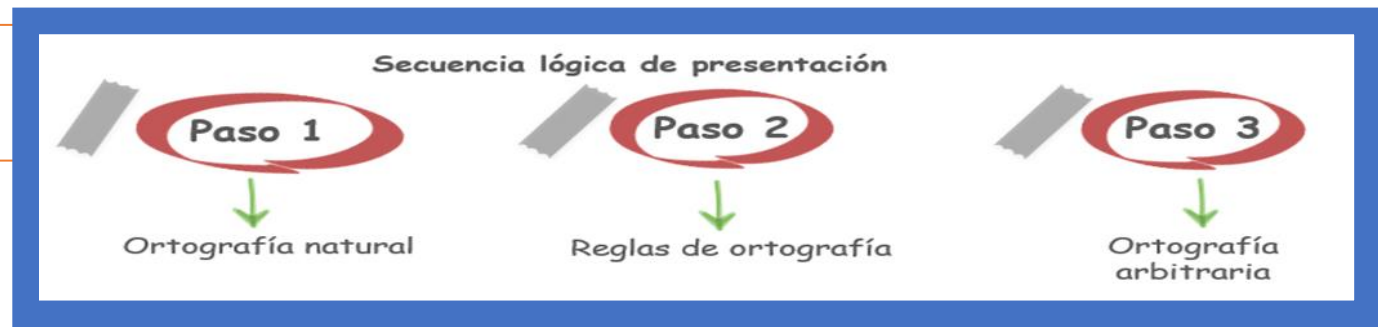 Secuencia lógica de presentación
Paso 1
Paso 2
Paso 3
Ortografía natural
Reglas de ortografía
Ortografía
arbitraria